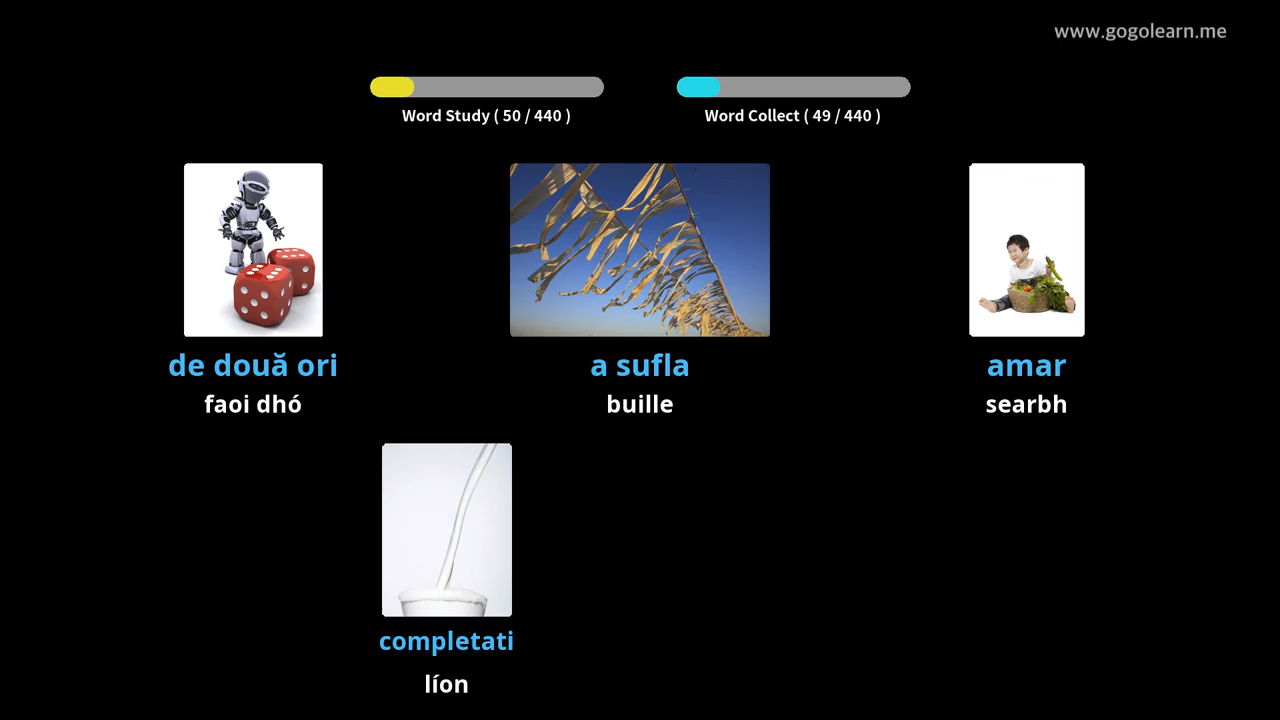 www.gogolearn.me
Word Study ( 50 / 440 )
Word Collect ( 49 / 440 )
de două ori
faoi dhó
a sufla
buille
amar
searbh
completati
líon